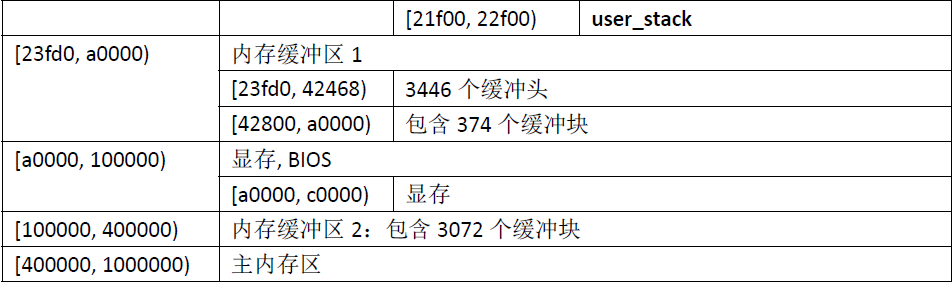 [21f00, 22f00) user_stack
[23fd0, a0000) 内存缓冲区 1
[23fd0, 42468) 3446 个缓冲头
[42800, a0000) 包含 374 个缓冲块
[a0000, 100000) 显存, BIOS
[a0000, c0000) 显存
[100000, 400000) 内存缓冲区 2：包含 3072 个缓冲块
[400000, 1000000) 主内存区